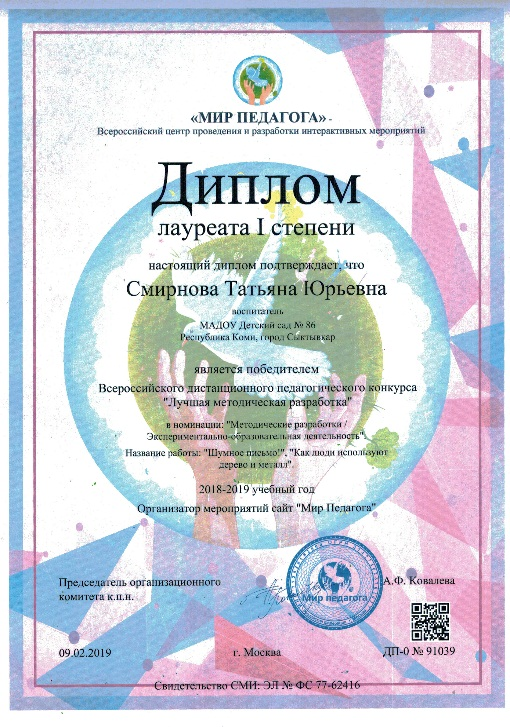 «МИР ПЕДАГОГА» -
Всероссийский центр проведения и разработки интерактивных мероприятий
Диплом
лауреата I степени
настоящий диплом подтверждает, что
Смирнова Татьяна Юрьевна
воспитатель
МАДОУ Детский сад № 86
Республика Коми, город Сыктывкар
является победителем
Всероссийского дистанционного педагогического конкурса
"Лучшая методическая разработка"
в номинации: "Методические разработки /
Экспериментально-образовательная деятельность",
Название работы: "Шумное письмо!", "Как люди используют
дерево и металл".
2018-2019 учебный год
Организатор мероприятий сайт "Мир Педагога"
Председатель организационного
комитета к.п.н.
А.Ф. Ковалева
Мир педагога
09.02.2019
г. Москва
ДП-0 № 91039
Свидетельство СМИ: ЭЛ № ФС 77-62416